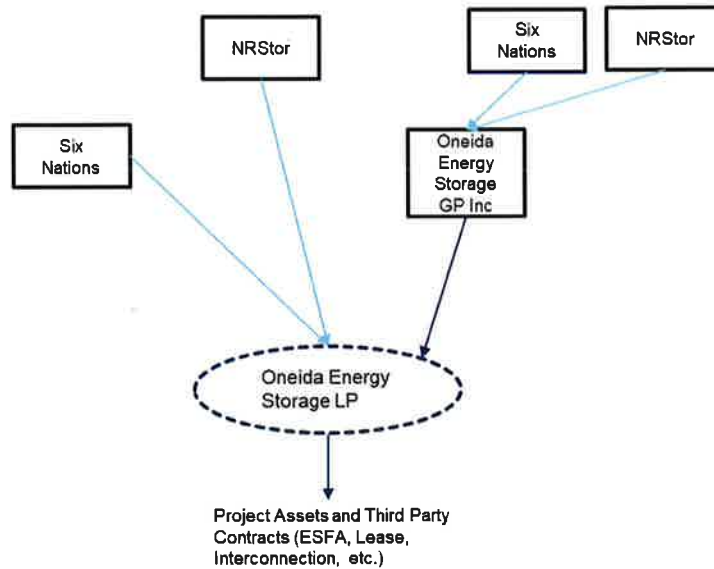 NRStor
Six
Nations
NRStor
Six
Nations
Oneida
Energy
Storage
GP Inc
Oneida Energy
Storage LP
Project Assets and Third Party
Contracts (ESFA, Lease,
Interconnection, etc.)